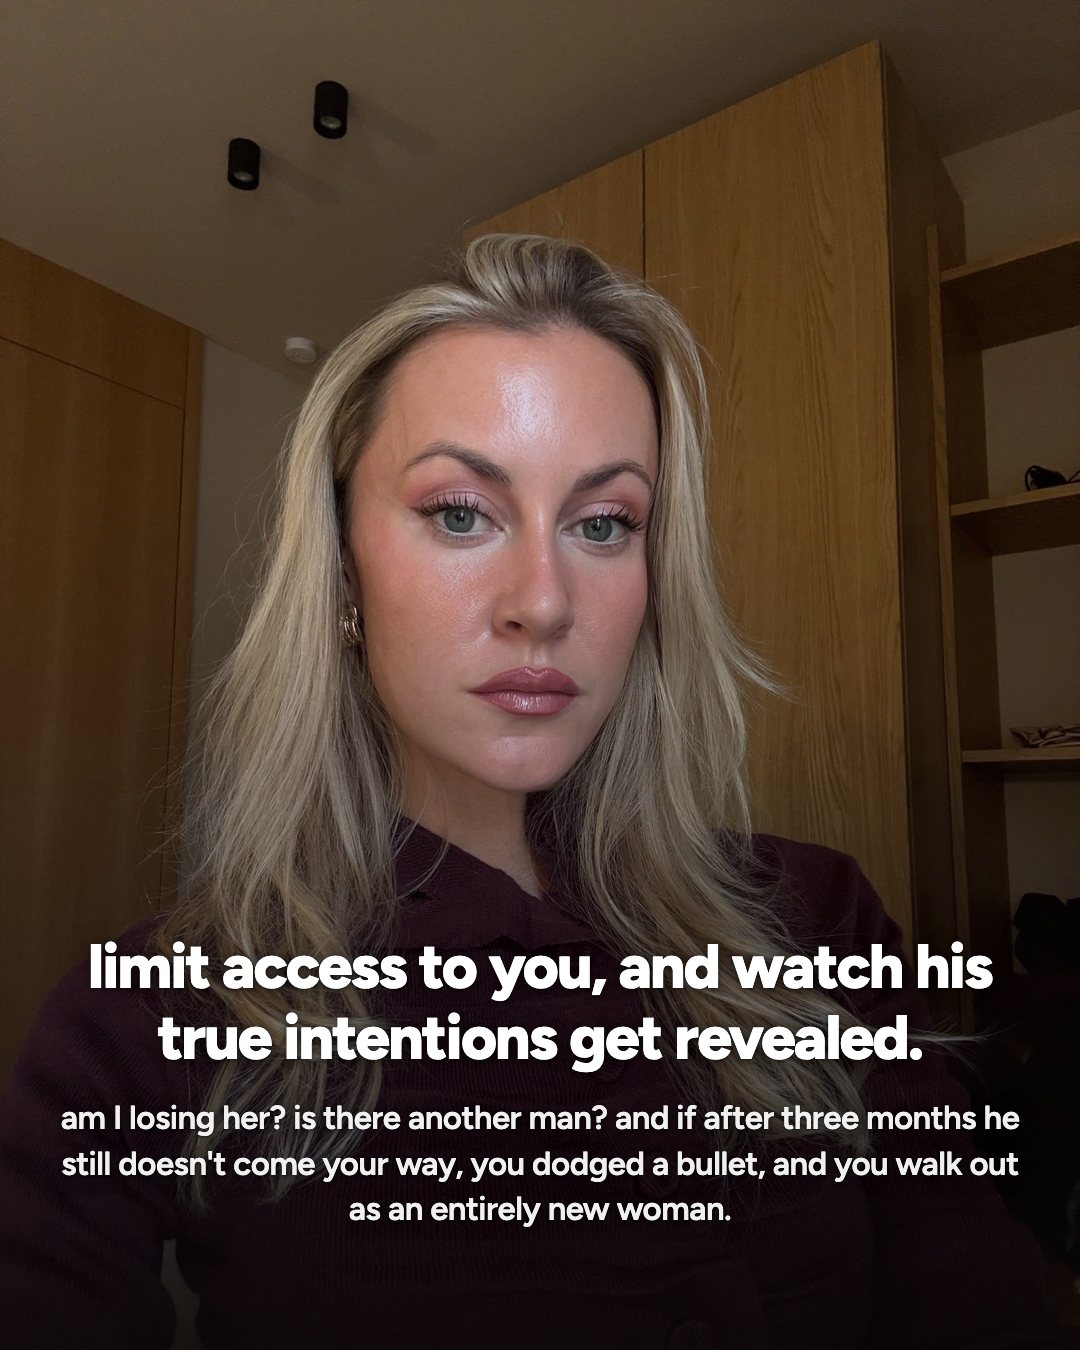 limit access to you, and watch his
true intentions get revealed.
am I losing her? is there another man? and if after three months he
still doesn't come your way, you dodged a bullet, and you walk out
as an entirely new woman.